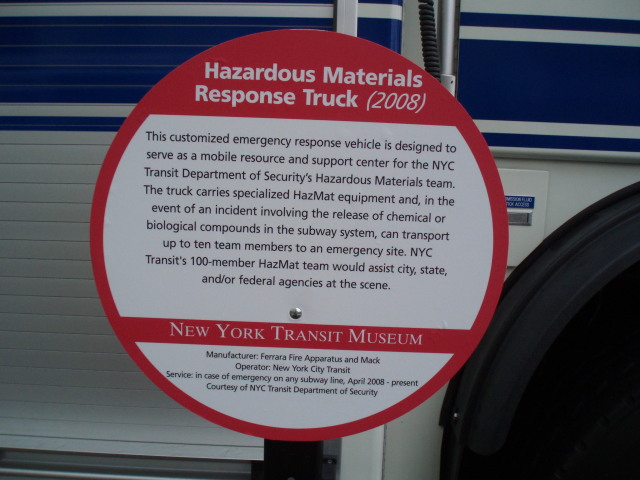 Hazardous Materials
Response Truck (2008)
This customized emergency response vehicle is designed to
serve as a mobile resource and support center for the NYC
Transit Department of Security's Hazardous Materials team.
The truck carries specialized HazMat equipment and, in the
event of an incident involving the release of chemical or
biological compounds in the subway system, can transport
up to ten team members to an emergency site. NYC
Transit's 100-member HazMat team would assist city, state,
and/or federal agencies at the scene.
NEW YORK TRANSIT MUSEUM
Manufacturer: Ferrara Fire Apparatus and Mack
Operator: New York City Transit
Service: in case of emergency on any subway line, April 2008 - present
Courtesy of NYC Transit Department of Security